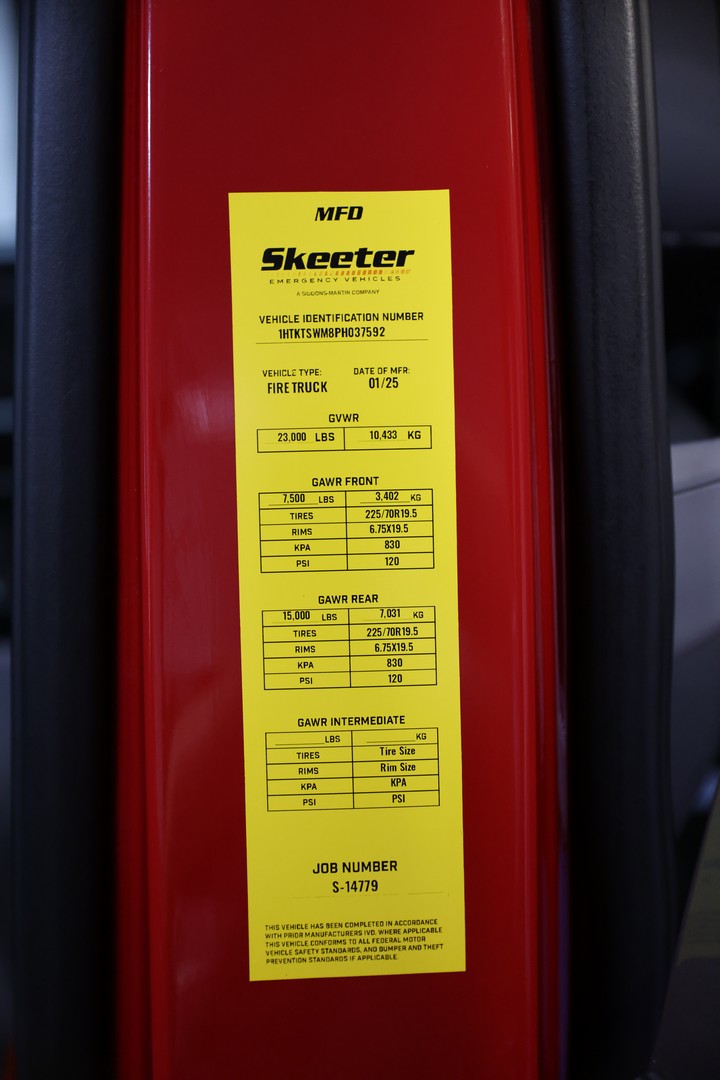 MFD
Skeeter
EMERGENCY VEHICLES
A SIDDONS-MARTIN COMPANY
VEHICLE IDENTIFICATION NUMBER
1HTKTSWM8PH037592
VEHICLE TYPE: DATE OF MFR:
FIRE TRUCK 01/25
GVWR
23,000 LBS 10,433 KG
GAWR FRONT
7,500 LBS 3,402 KG
TIRES 225/70R19.5
RIMS 6.75X19.5
KPA 830
PSI 120
GAWR REAR
15,000 LBS 7,031 KG
TIRES 225/70R19.5
RIMS 6.75X19.5
KPA 830
PSI 120
GAWR INTERMEDIATE
LBS KG
TIRES Tire Size
RIMS Rim Size
KPA KPA
PSI PSI
JOB NUMBER
S-14779
THIS VEHICLE HAS BEEN COMPLETED IN ACCORDANCE
WITH PRIOR MANUFACTURERS IVD. WHERE APPLICABLE
THIS VEHICLE CONFORMS TO ALL FEDERAL MOTOR
VEHICLE SAFETY STANDARDS, AND BUMPER AND THEFT
PREVENTION STANDARDS IF APPLICABLE.